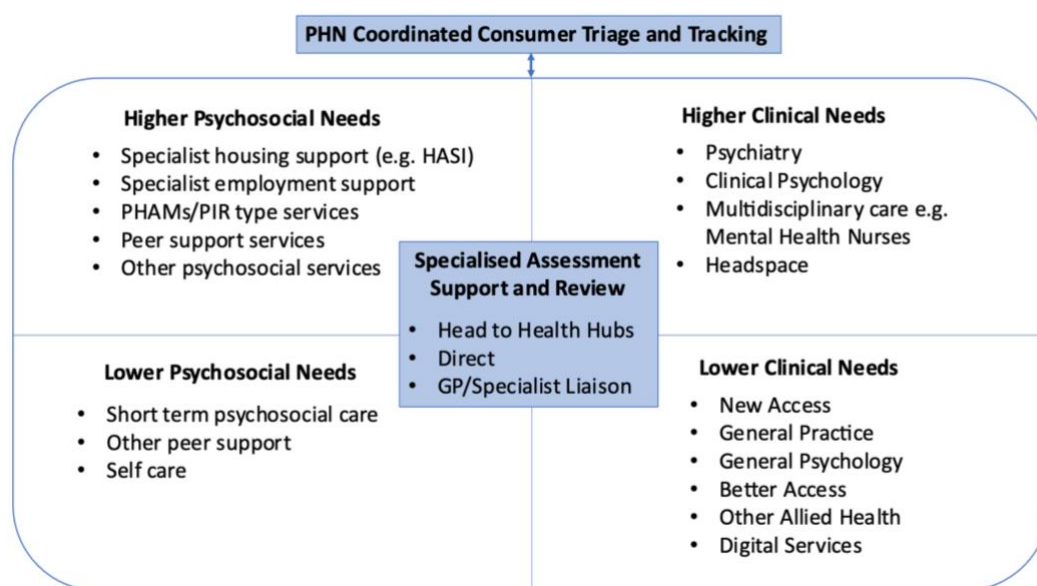 PHN Coordinated Consumer Triage and Tracking
Higher Psychosocial Needs
• Specialist housing support (e.g. HASI)
• Specialist employment support
• PHAMs/PIR type services
• Peer support services
• Other psychosocial services
Higher Clinical Needs
• Psychiatry
• Clinical Psychology
• Multidisciplinary care e.g.
Mental Health Nurses
• Headspace
Specialised Assessment
Support and Review
• Head to Health Hubs
• Direct
• GP/Specialist Liaison
Lower Psychosocial Needs
• Short term psychosocial care
• Other peer support
• Self care
Lower Clinical Needs
• New Access
• General Practice
• General Psychology
• Better Access
• Other Allied Health
• Digital Services